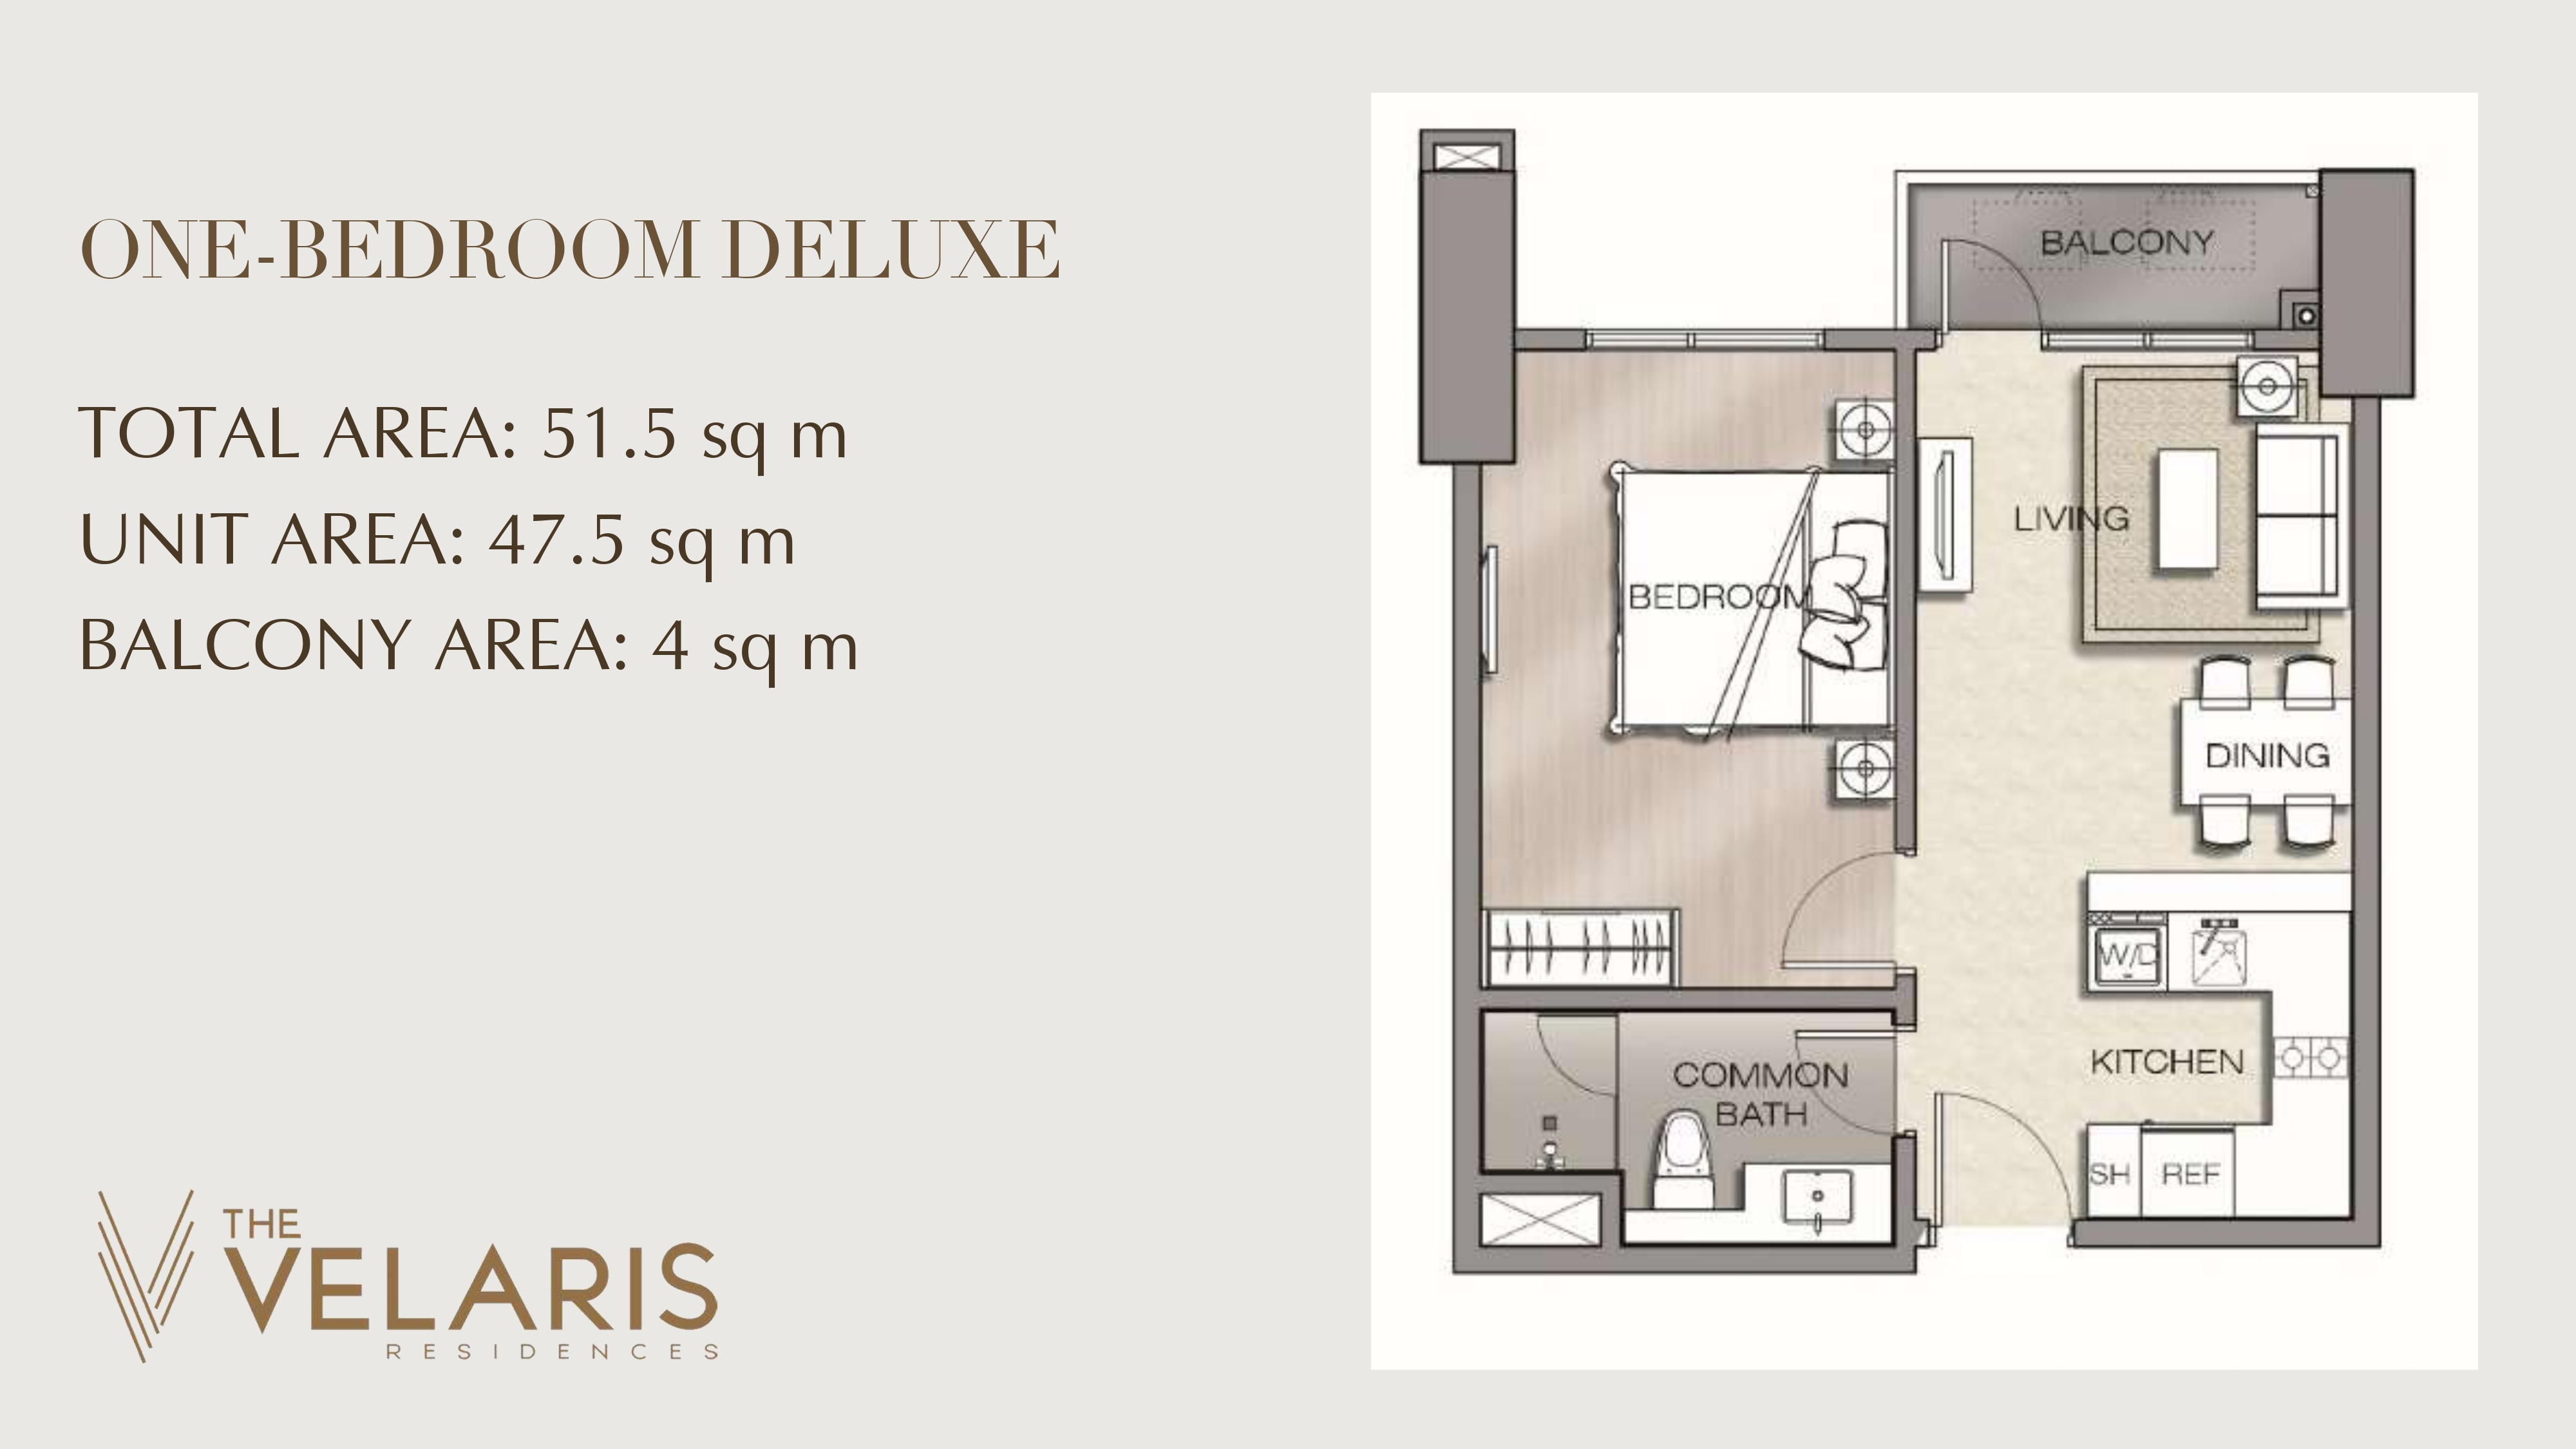 ONE-BEDROOM DELUXE
TOTAL AREA: 51.5 sq m
UNIT AREA: 47.5 sq m
BALCONY AREA: 4 sq m
THE
VELARIS
RESIDENCES
BALCONY
LIVING
BEDROOM
DINING
W/D
KITCHEN
COMMON
BATH
SH
REF